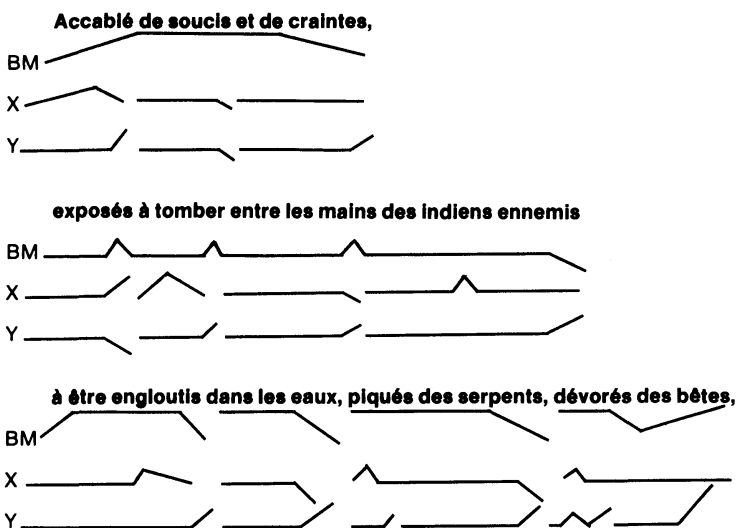 Accablé de soucis et de craintes,
BM
X
Y
exposés à tomber entre les mains des indiens ennemis
BM
X
Y
à être engloutis dans les eaux, piqués des serpents, dévorés des bêtes,
BM
X
Y